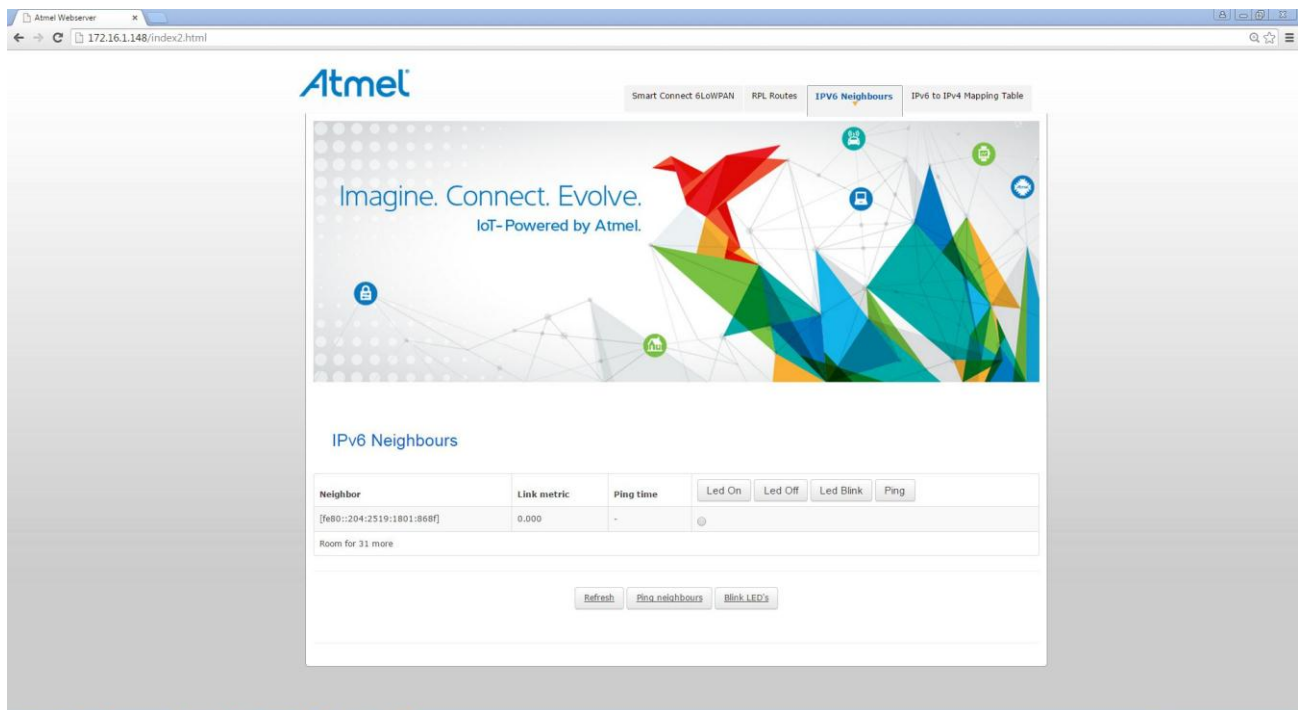 Atmel Webserver
172.16.1.148/index2.html
Atmel
Smart Connect 6LoWPAN RPL Routes IPV6 Neighbours IPv6 to IPv4 Mapping Table
Imagine. Connect. Evolve.
IoT-Powered by Atmel.
IPv6 Neighbours
Neighbor Link metric Ping time Led On Led Off Led Blink Ping
[fe80::204:2519:1801:868f] 0.000 -
Room for 31 more
Refresh Ping neighbours Blink LED's